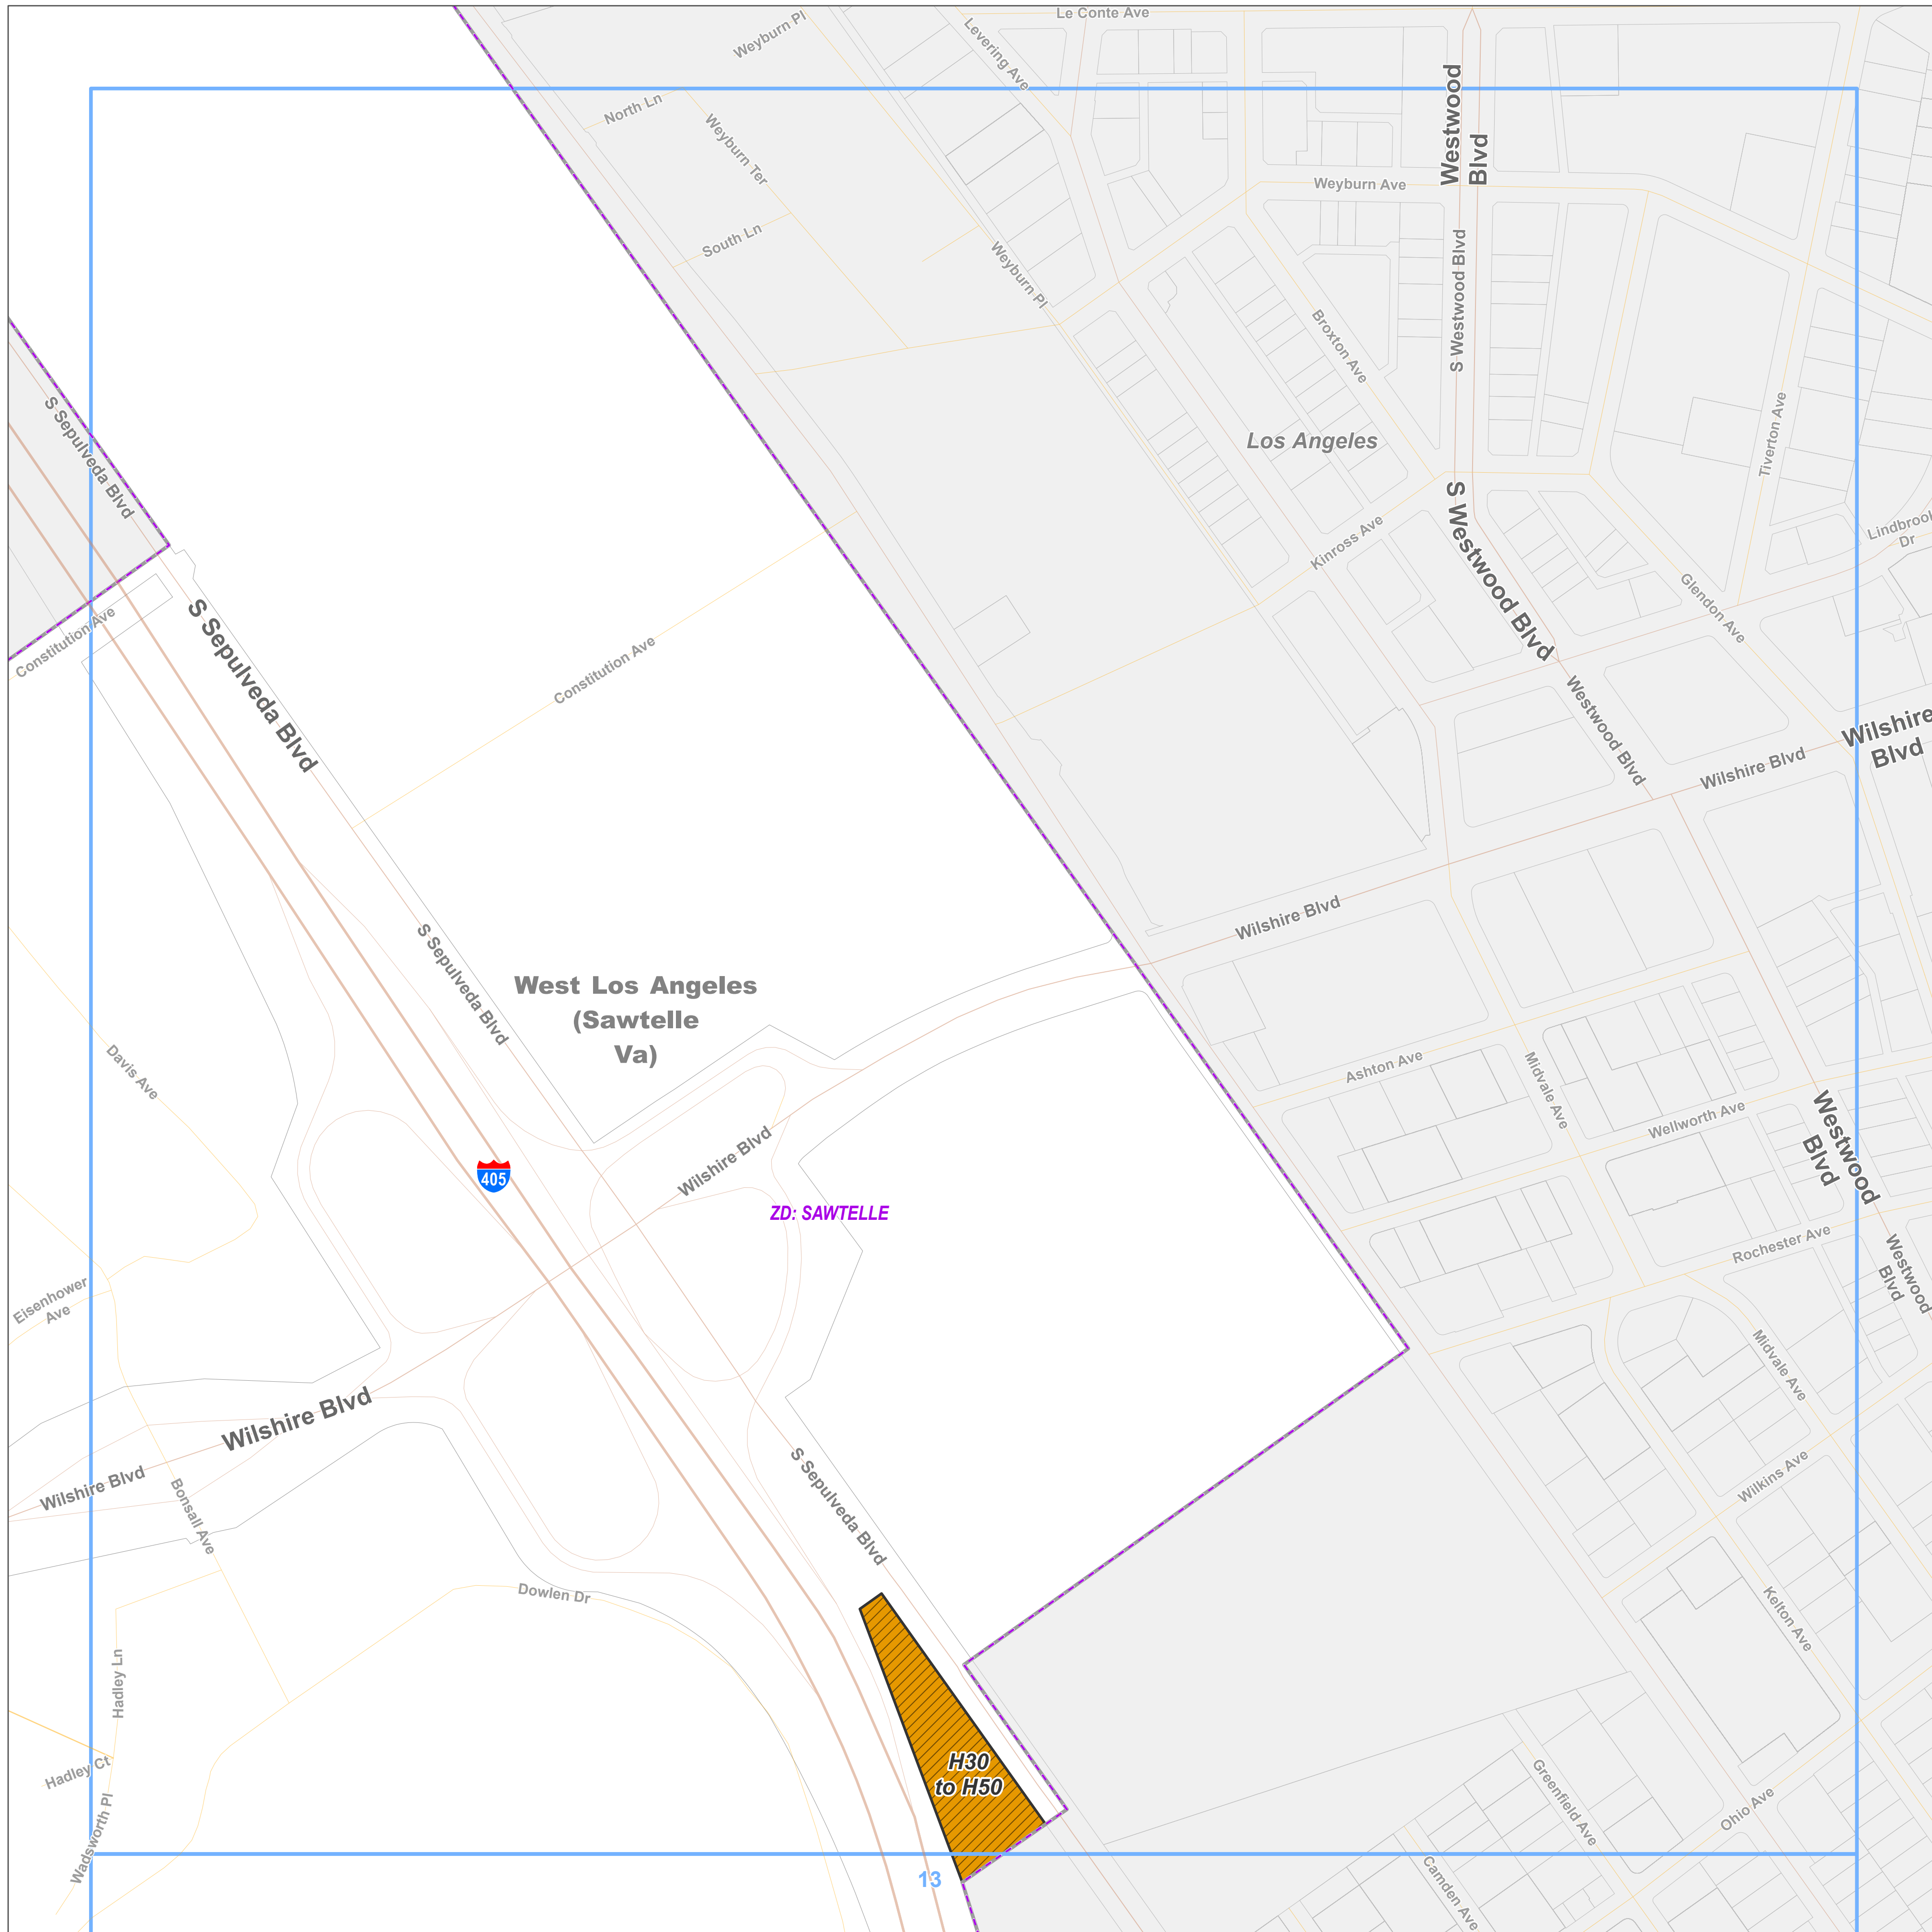 Le Conte Ave
Weyburn Pl
Levering Ave
Westwood
Blvd
North Ln
Weyburn Ter
Weyburn Ave
South Ln
Weyburn Pl
S Westwood Blvd
Broxton Ave
S Sepulveda Blvd
Los Angeles
Tiverton Ave
Lindbrook
Dr
Kinross Ave
S Westwood Blvd
Glendon Ave
Constitution Ave
S Sepulveda Blvd
Constitution Ave
Westwood Blvd
Wilshire
Blvd
Wilshire Blvd
Wilshire Blvd
S Sepulveda Blvd
West Los Angeles
(Sawtelle
Va)
Davis Ave
Ashton Ave
Midvale Ave
Wellworth Ave
Westwood
Blvd
405
Wilshire Blvd
ZD: SAWTELLE
Rochester Ave
Westwood
Blvd
Eisenhower
Ave
Midvale Ave
Wilshire Blvd
Wilshire Blvd
Bonsall Ave
S Sepulveda Blvd
Wilkins Ave
Dowlen Dr
Kelton Ave
Hadley Ln
Hadley Ct
H30
to H50
Greenfield Ave
Ohio Ave
Wadsworth Pl
13
Camden Ave